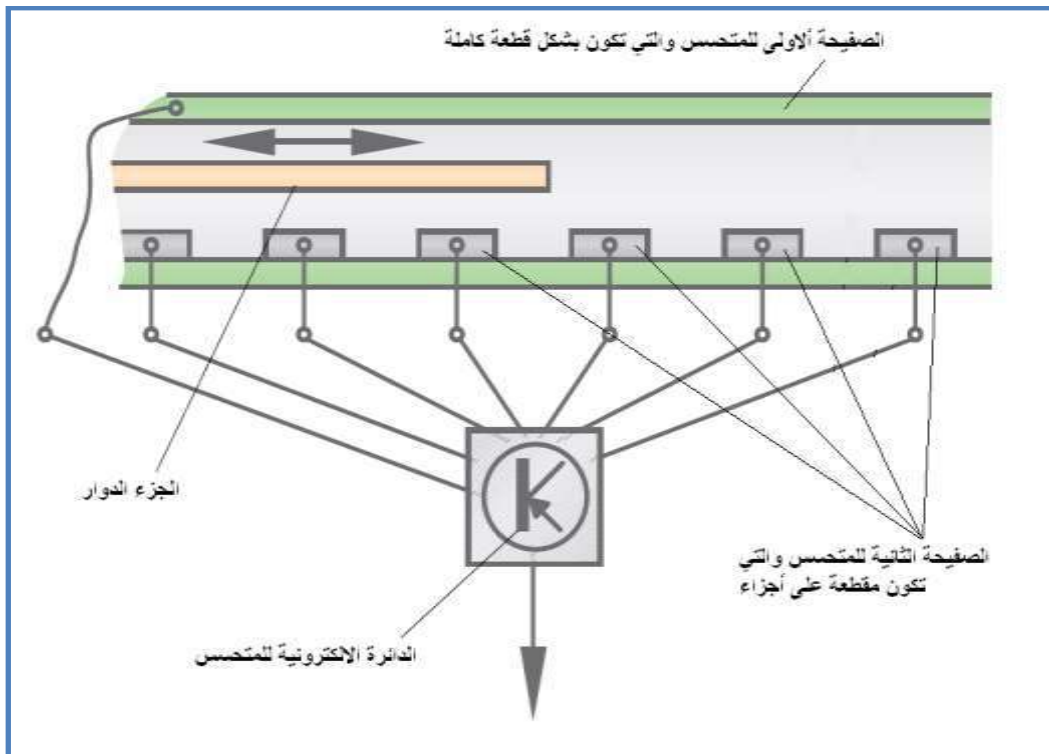 الصفيحة ألاولى للمتحسس والتي تكون بشكل قطعة كاملة
الجزء الدوار
الصفيحة الثانية للمتحسس والتي
تكون مقطعة على أجزاء
الدائرة الالكترونية للمتحسس